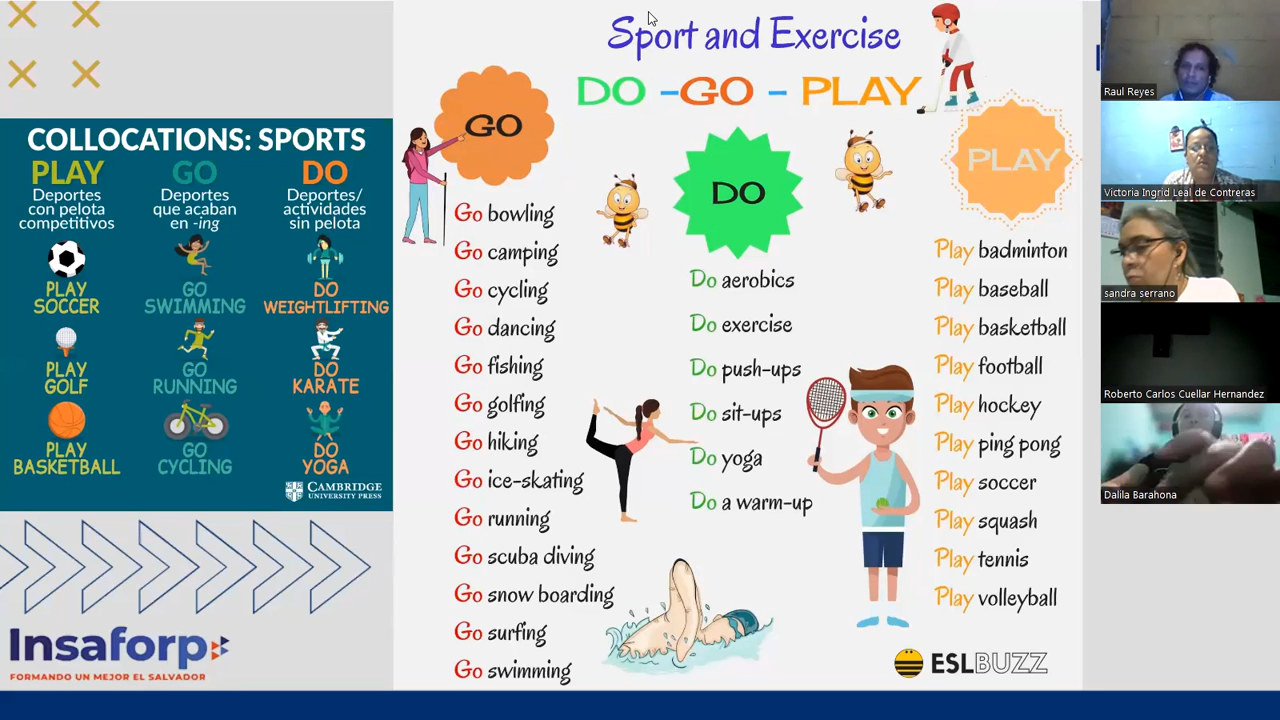 COLLOCATIONS: SPORTS
PLAY
Deportes
con pelota
competitivos
PLAY
SOCCER
PLAY
GOLF
PLAY
BASKETBALL
GO
Deportes
que acaban
en -ing
GO
SWIMMING
GO
RUNNING
GO
CYCLING
DO
Deportes/
actividades
sin pelota
DO
WEIGHTLIFTING
DO
KARATE
DO
YOGA
CAMBRIDGE
UNIVERSITY PRESS
Insaforp
FORMANDO UN MEJOR EL SALVADOR
Sport and Exercise
DO - GO - PLAY
GO
Go bowling
Go camping
Go cycling
Go dancing
Go fishing
Go golfing
Go hiking
Go ice-skating
Go running
Go scuba diving
Go snow boarding
Go surfing
Go swimming
DO
Do aerobics
Do exercise
Do push-ups
Do sit-ups
Do yoga
Do a warm-up
PLAY
Play badminton
Play baseball
Play basketball
Play football
Play hockey
Play ping pong
Play soccer
Play squash
Play tennis
Play volleyball
ESLBUZZ
Raul Reyes
Victoria Ingrid Leal de Contreras
sandra serrano
Roberto Carlos Cuellar Hernandez
Dalila Barahona